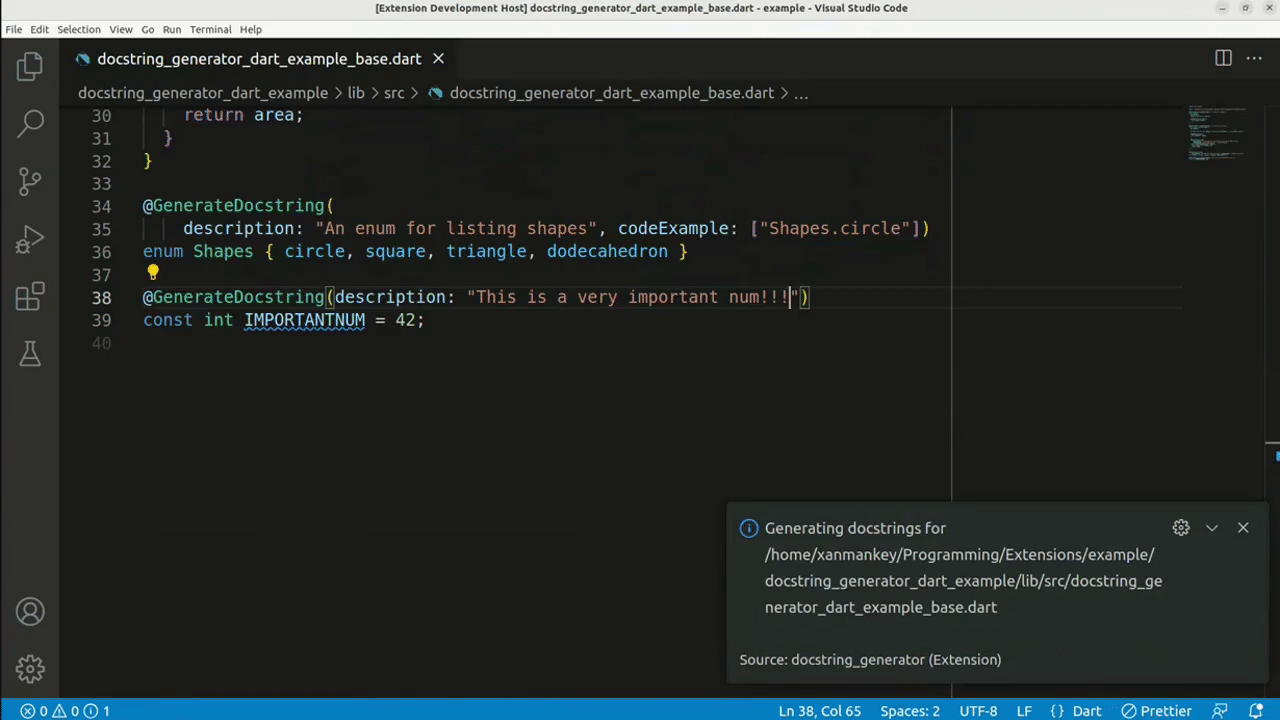 [Extension Development Host] docstring_generator_dart_example_base.dart - example - Visual Studio Code
File Edit Selection View Go Run Terminal Help
docstring_generator_dart_example_base.dart
docstring_generator_dart_example > lib > src > docstring_generator_dart_example_base.dart > ...
30 return area;
31 }
32 }
33
34 @GenerateDocstring(
35 description: "An enum for listing shapes", codeExample: ["Shapes.circle"])
36 enum Shapes { circle, square, triangle, dodecahedron }
37
38 @GenerateDocstring(description: "This is a very important num!!!")
39 const int IMPORTANTNUM = 42;
40
Generating docstrings for
/home/xanmankey/Programming/Extensions/example/
docstring_generator_dart_example/lib/src/docstring_ge
nerator_dart_example_base.dart
Source: docstring_generator (Extension)
0 0 1 Ln 38, Col 65 Spaces: 2 UTF-8 LF {} Dart Prettier